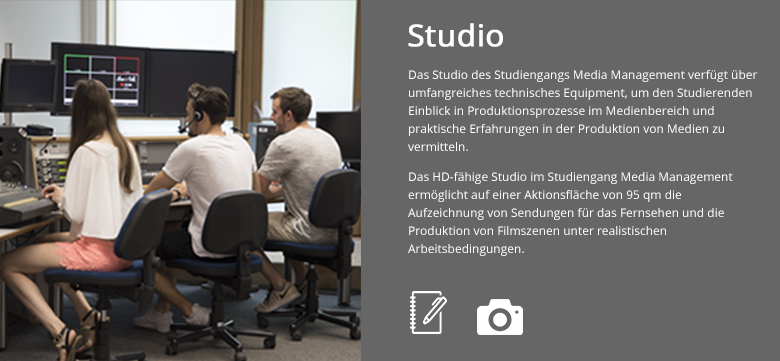 Studio
Das Studio des Studiengangs Media Management verfügt über
umfangreiches technisches Equipment, um den Studierenden
Einblick in Produktionsprozesse im Medienbereich und
praktische Erfahrungen in der Produktion von Medien zu
vermitteln.
Das HD-fähige Studio im Studiengang Media Management
ermöglicht auf einer Aktionsfläche von 95 qm die
Aufzeichnung von Sendungen für das Fernsehen und die
Produktion von Filmszenen unter realistischen
Arbeitsbedingungen.